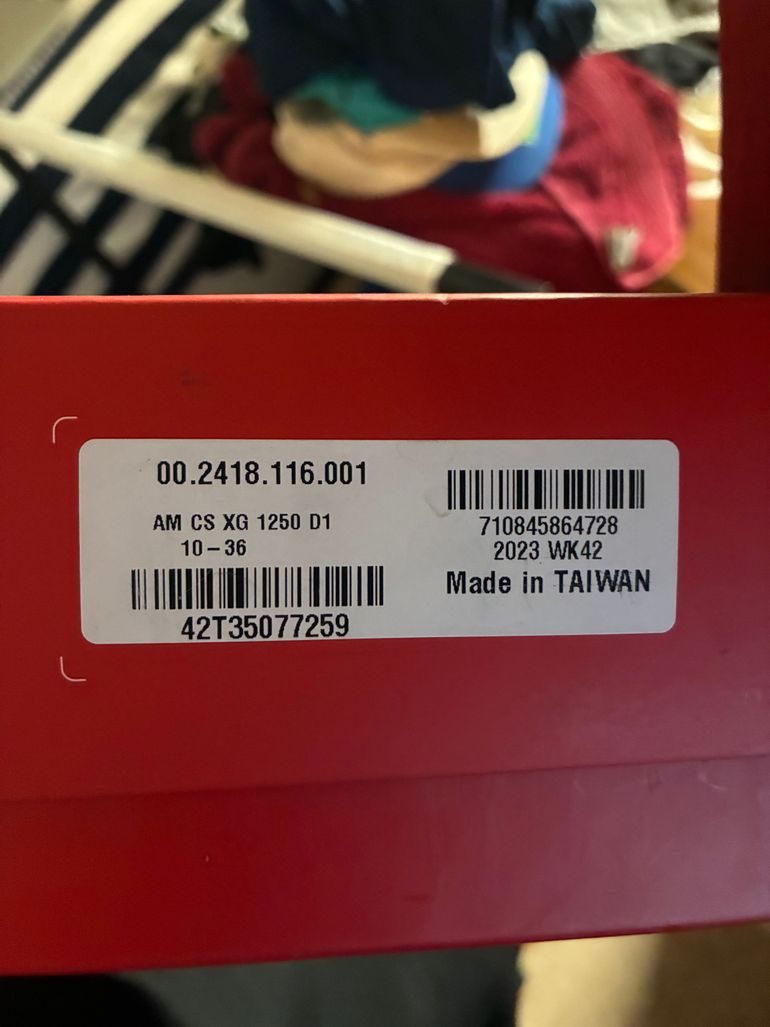 00.2418.116.001
AM CS XG 1250 D1
10-36
42T35077259
710845864728
2023 WK42
Made in TAIWAN